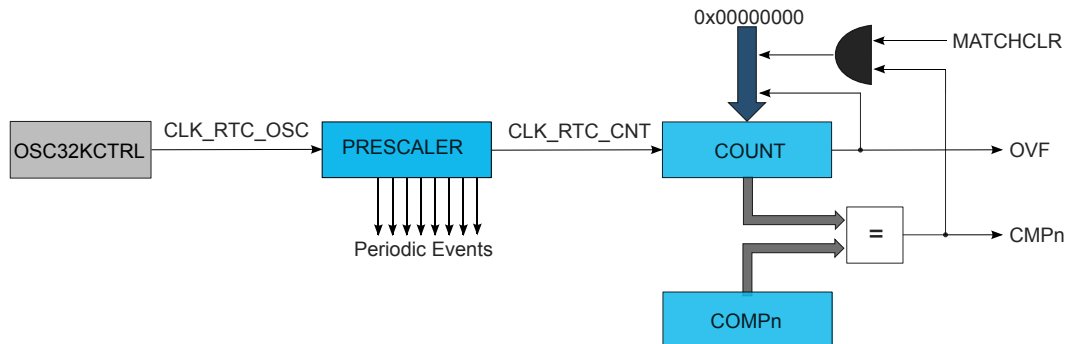 0x00000000
MATCHCLR
OSC32KCTRL
CLK_RTC_OSC
PRESCALER
CLK_RTC_CNT
COUNT
OVF
Periodic Events
=
CMPn
COMPn